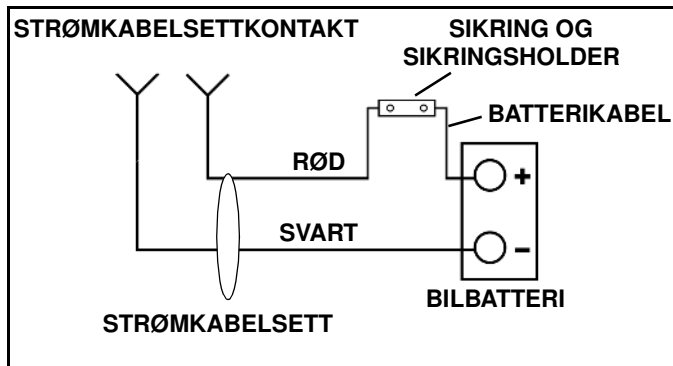 STRØMKABELSETTKONTAKT
SIKRING OG
SIKRINGSHOLDER
BATTERIKABEL
RØD
+
SVART
–
BILBATTERI
STRØMKABELSETT